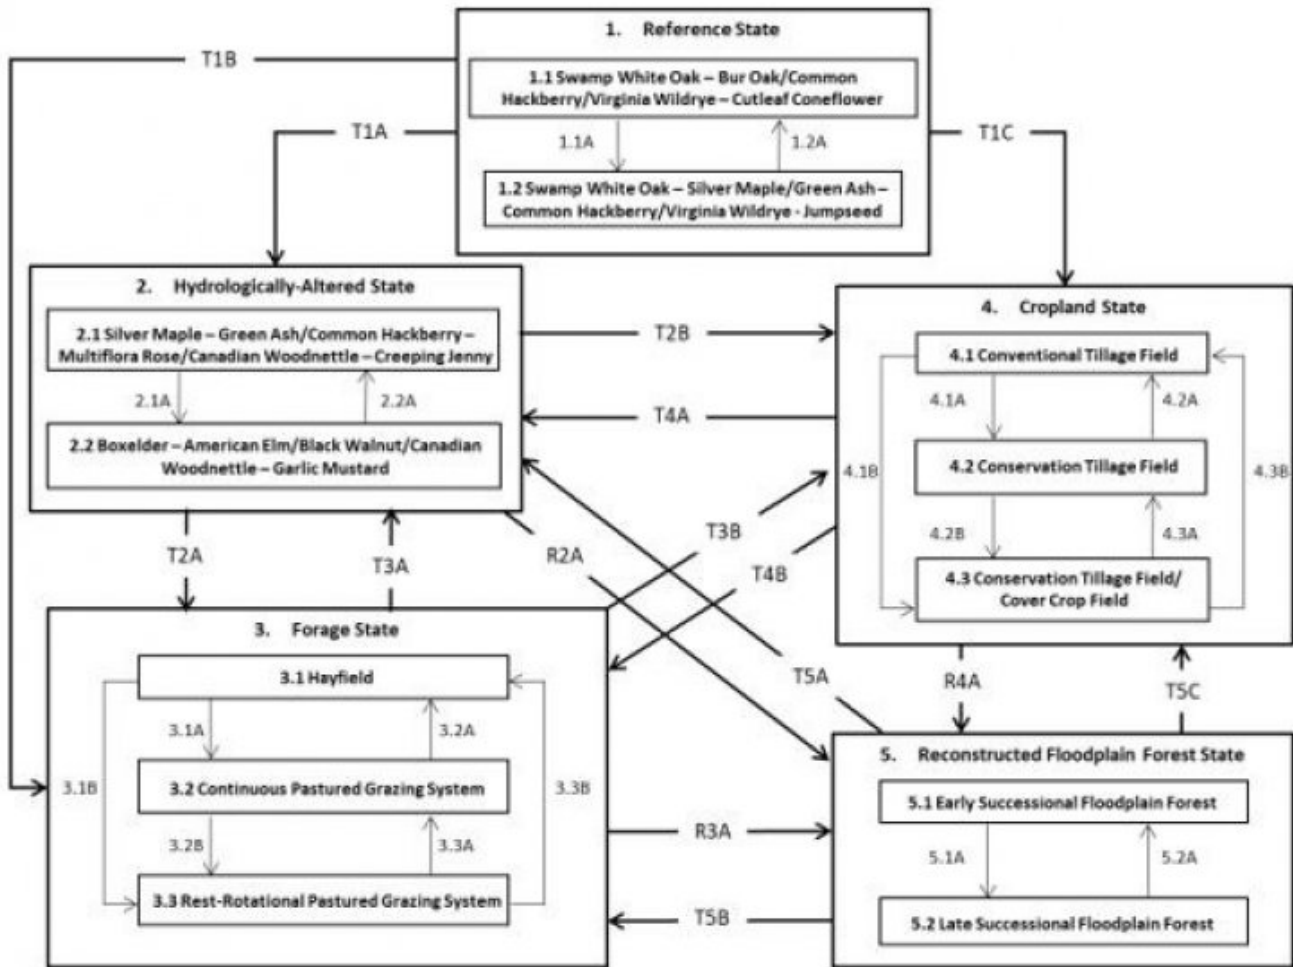 1. Reference State
T1B
1.1 Swamp White Oak – Bur Oak/Common
Hackberry/Virginia Wildrye – Cutleaf Coneflower
T1A
1.1A
1.2A
T1C
1.2 Swamp White Oak – Silver Maple/Green Ash –
Common Hackberry/Virginia Wildrye - Jumpseed
2. Hydrologically-Altered State
2.1 Silver Maple – Green Ash/Common Hackberry –
Multiflora Rose/Canadian Woodnettle – Creeping Jenny
2.1A
2.2A
2.2 Boxelder – American Elm/Black Walnut/Canadian
Woodnettle – Garlic Mustard
T2B
T4A
4. Cropland State
4.1 Conventional Tillage Field
4.1A
4.2A
4.2 Conservation Tillage Field
4.1B
4.3B
4.2B
4.3A
4.3 Conservation Tillage Field/
Cover Crop Field
T2A
T3A
R2A
T3B
T4B
T5A
R4A
T5C
3. Forage State
3.1 Hayfield
3.1A
3.2A
3.1B
3.2 Continuous Pastured Grazing System
3.3B
3.2B
3.3A
3.3 Rest-Rotational Pastured Grazing System
R3A
T5B
5. Reconstructed Floodplain Forest State
5.1 Early Successional Floodplain Forest
5.1A
5.2A
5.2 Late Successional Floodplain Forest